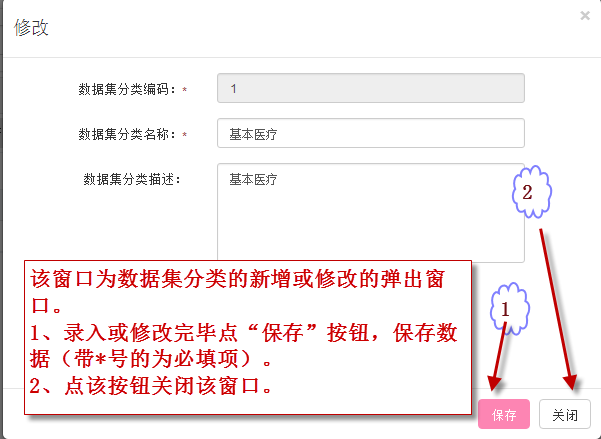 ×
修改
数据集分类编码：* 1
数据集分类名称：* 基本医疗
数据集分类描述： 基本医疗
2
该窗口为数据集分类的新增或修改的弹出窗
口。
1、录入或修改完毕点“保存”按钮，保存数
据（带*号的为必填项）。
2、点该按钮关闭该窗口。
1
保存 关闭